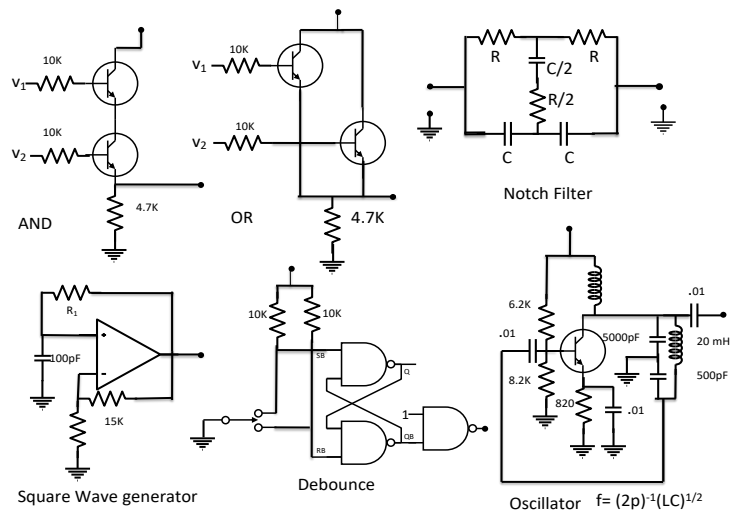 10K
V1
10K
V2
4.7K
AND
10K
V1
10K
V2
4.7K
OR
R
R
C/2
R/2
C
C
Notch Filter
R1
100pF
+
-
15K
Square Wave generator
10K
10K
SB
Q
1
RB
QB
Debounce
.01
6.2K
.01
5000pF
20 mH
8.2K
500pF
820
.01
Oscillator f= (2p)-1(LC)1/2